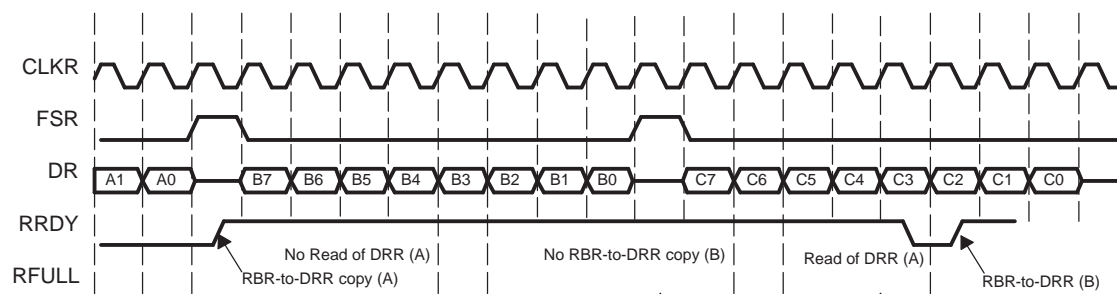 CLKR
FSR
DR A1 A0 B7 B6 B5 B4 B3 B2 B1 B0 C7 C6 C5 C4 C3 C2 C1 C0
RRDY
No Read of DRR (A) No RBR-to-DRR copy (B) Read of DRR (A)
RBR-to-DRR copy (A) RBR-to-DRR (B)
RFULL